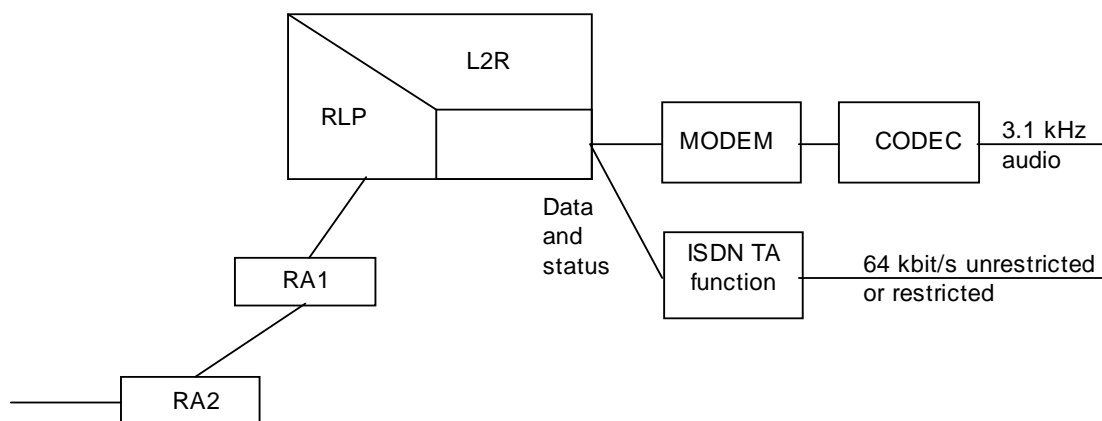 L2R
RLP
MODEM
CODEC
3.1 kHz
audio
Data
and
status
ISDN TA
function
64 kbit/s unrestricted
or restricted
RA1
RA2